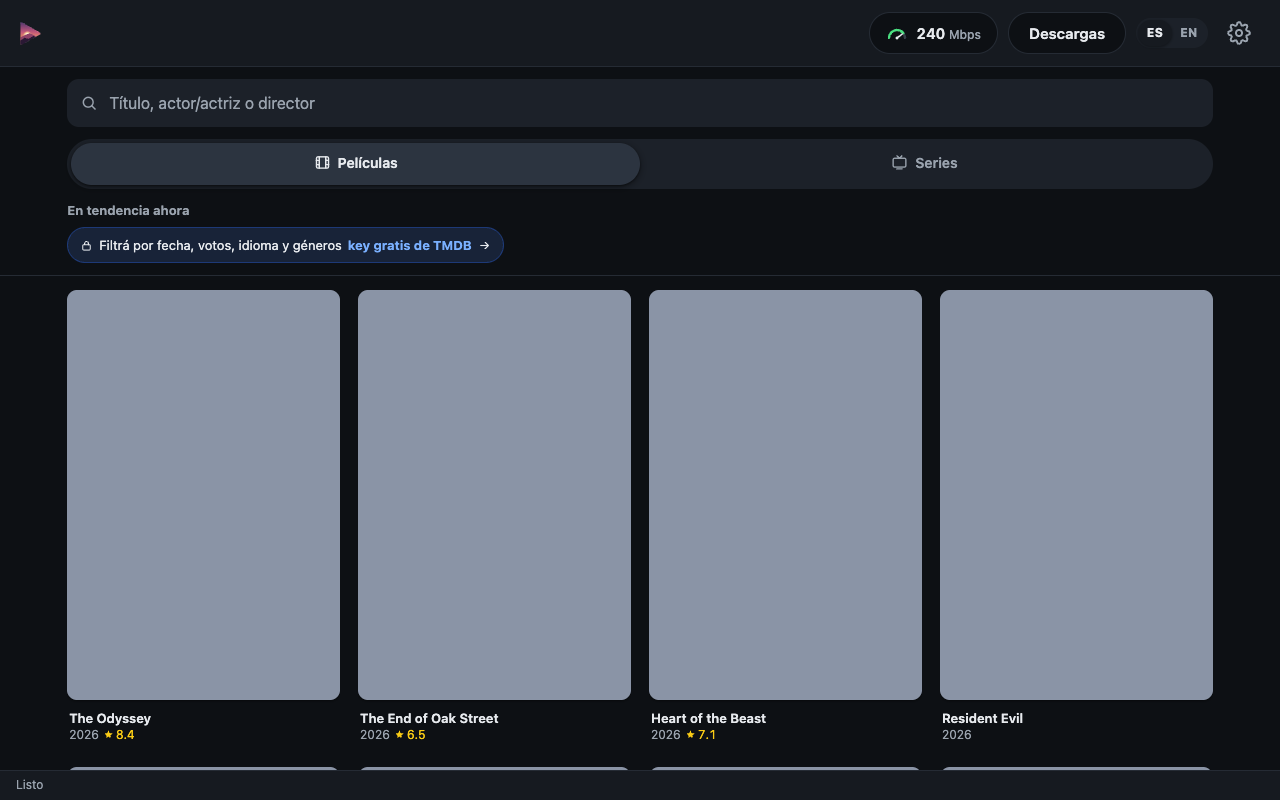 240 Mbps
Descargas
ES EN
Título, actor/actriz o director
Películas
Series
En tendencia ahora
Filtrá por fecha, votos, idioma y géneros key gratis de TMDB →
The Odyssey
2026 ★ 8.4
The End of Oak Street
2026 ★ 6.5
Heart of the Beast
2026 ★ 7.1
Resident Evil
2026
Listo